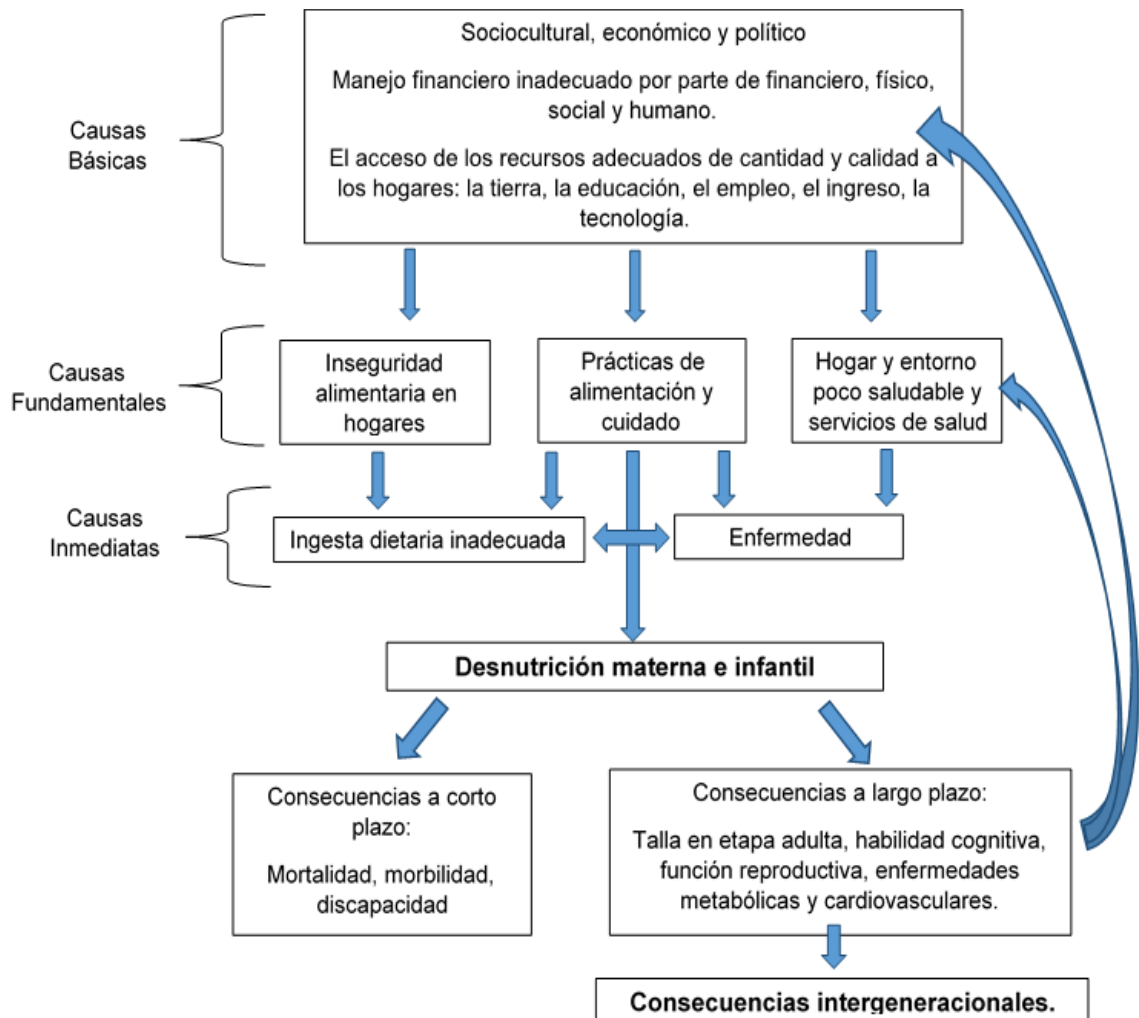 Sociocultural, económico y político
Manejo financiero inadecuado por parte de financiero, físico,
social y humano.
El acceso de los recursos adecuados de cantidad y calidad a
los hogares: la tierra, la educación, el empleo, el ingreso, la
tecnología.
Causas
Básicas
Causas
Fundamentales
Inseguridad
alimentaria en
hogares
Prácticas de
alimentación y
cuidado
Hogar y entorno
poco saludable y
servicios de salud
Causas
Inmediatas
Ingesta dietaria inadecuada
Enfermedad
Desnutrición materna e infantil
Consecuencias a corto
plazo:
Mortalidad, morbilidad,
discapacidad
Consecuencias a largo plazo:
Talla en etapa adulta, habilidad cognitiva,
función reproductiva, enfermedades
metabólicas y cardiovasculares.
Consecuencias intergeneracionales.